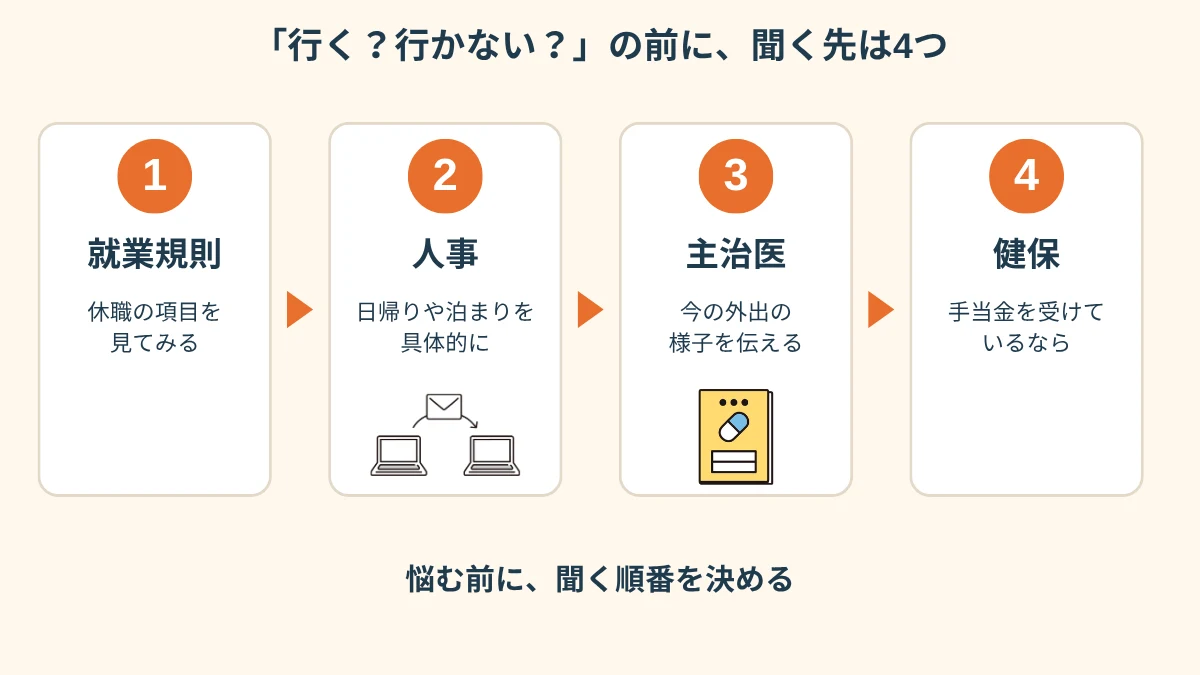 「行く？行かない？」の前に、聞く先は4つ
1
就業規則
休職の項目を
見てみる
2
人事
日帰りや泊まりを
具体的に
3
主治医
今の外出の
様子を伝える
4
健保
手当金を受けて
いるなら
悩む前に、聞く順番を決める